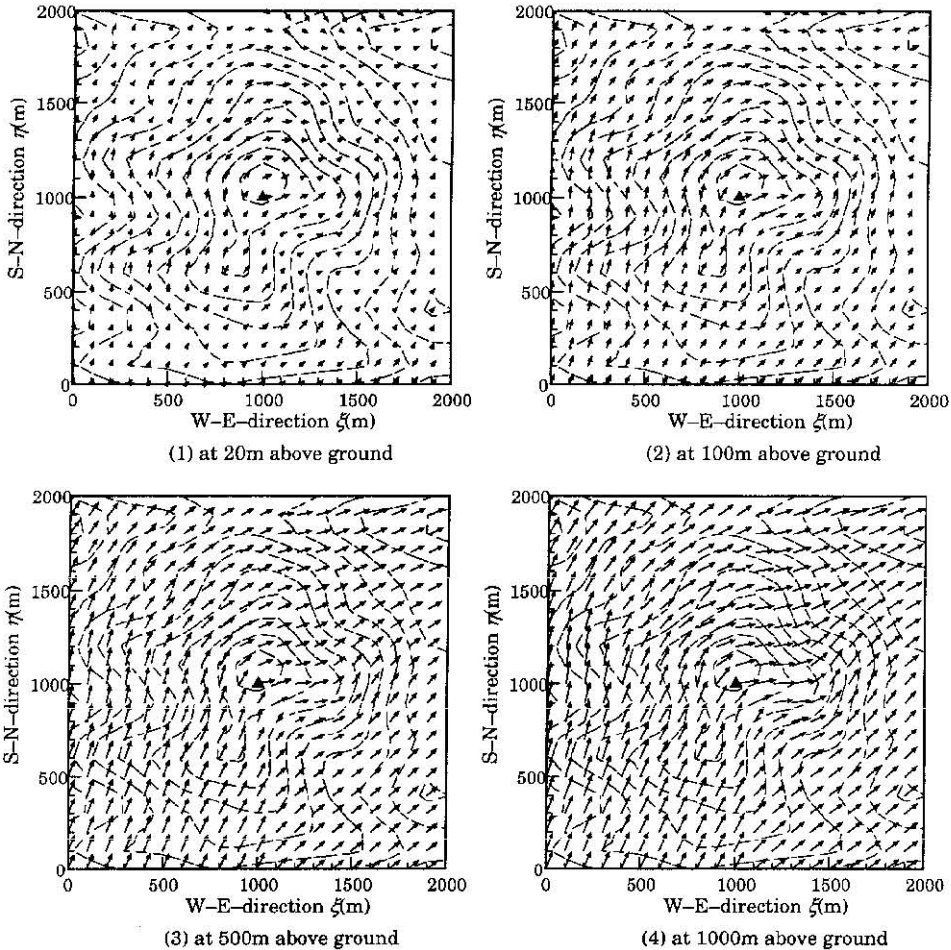 2000
1500
1000
500
0
S–N–direction η(m)
0 500 1000 1500 2000
W–E–direction ξ(m)
(1) at 20m above ground
2000
1500
1000
500
0
S–N–direction η(m)
0 500 1000 1500 2000
W–E–direction ξ(m)
(2) at 100m above ground
2000
1500
1000
500
0
S–N–direction η(m)
0 500 1000 1500 2000
W–E–direction ξ(m)
(3) at 500m above ground
2000
1500
1000
500
0
S–N–direction η(m)
0 500 1000 1500 2000
W–E–direction ξ(m)
(4) at 1000m above ground